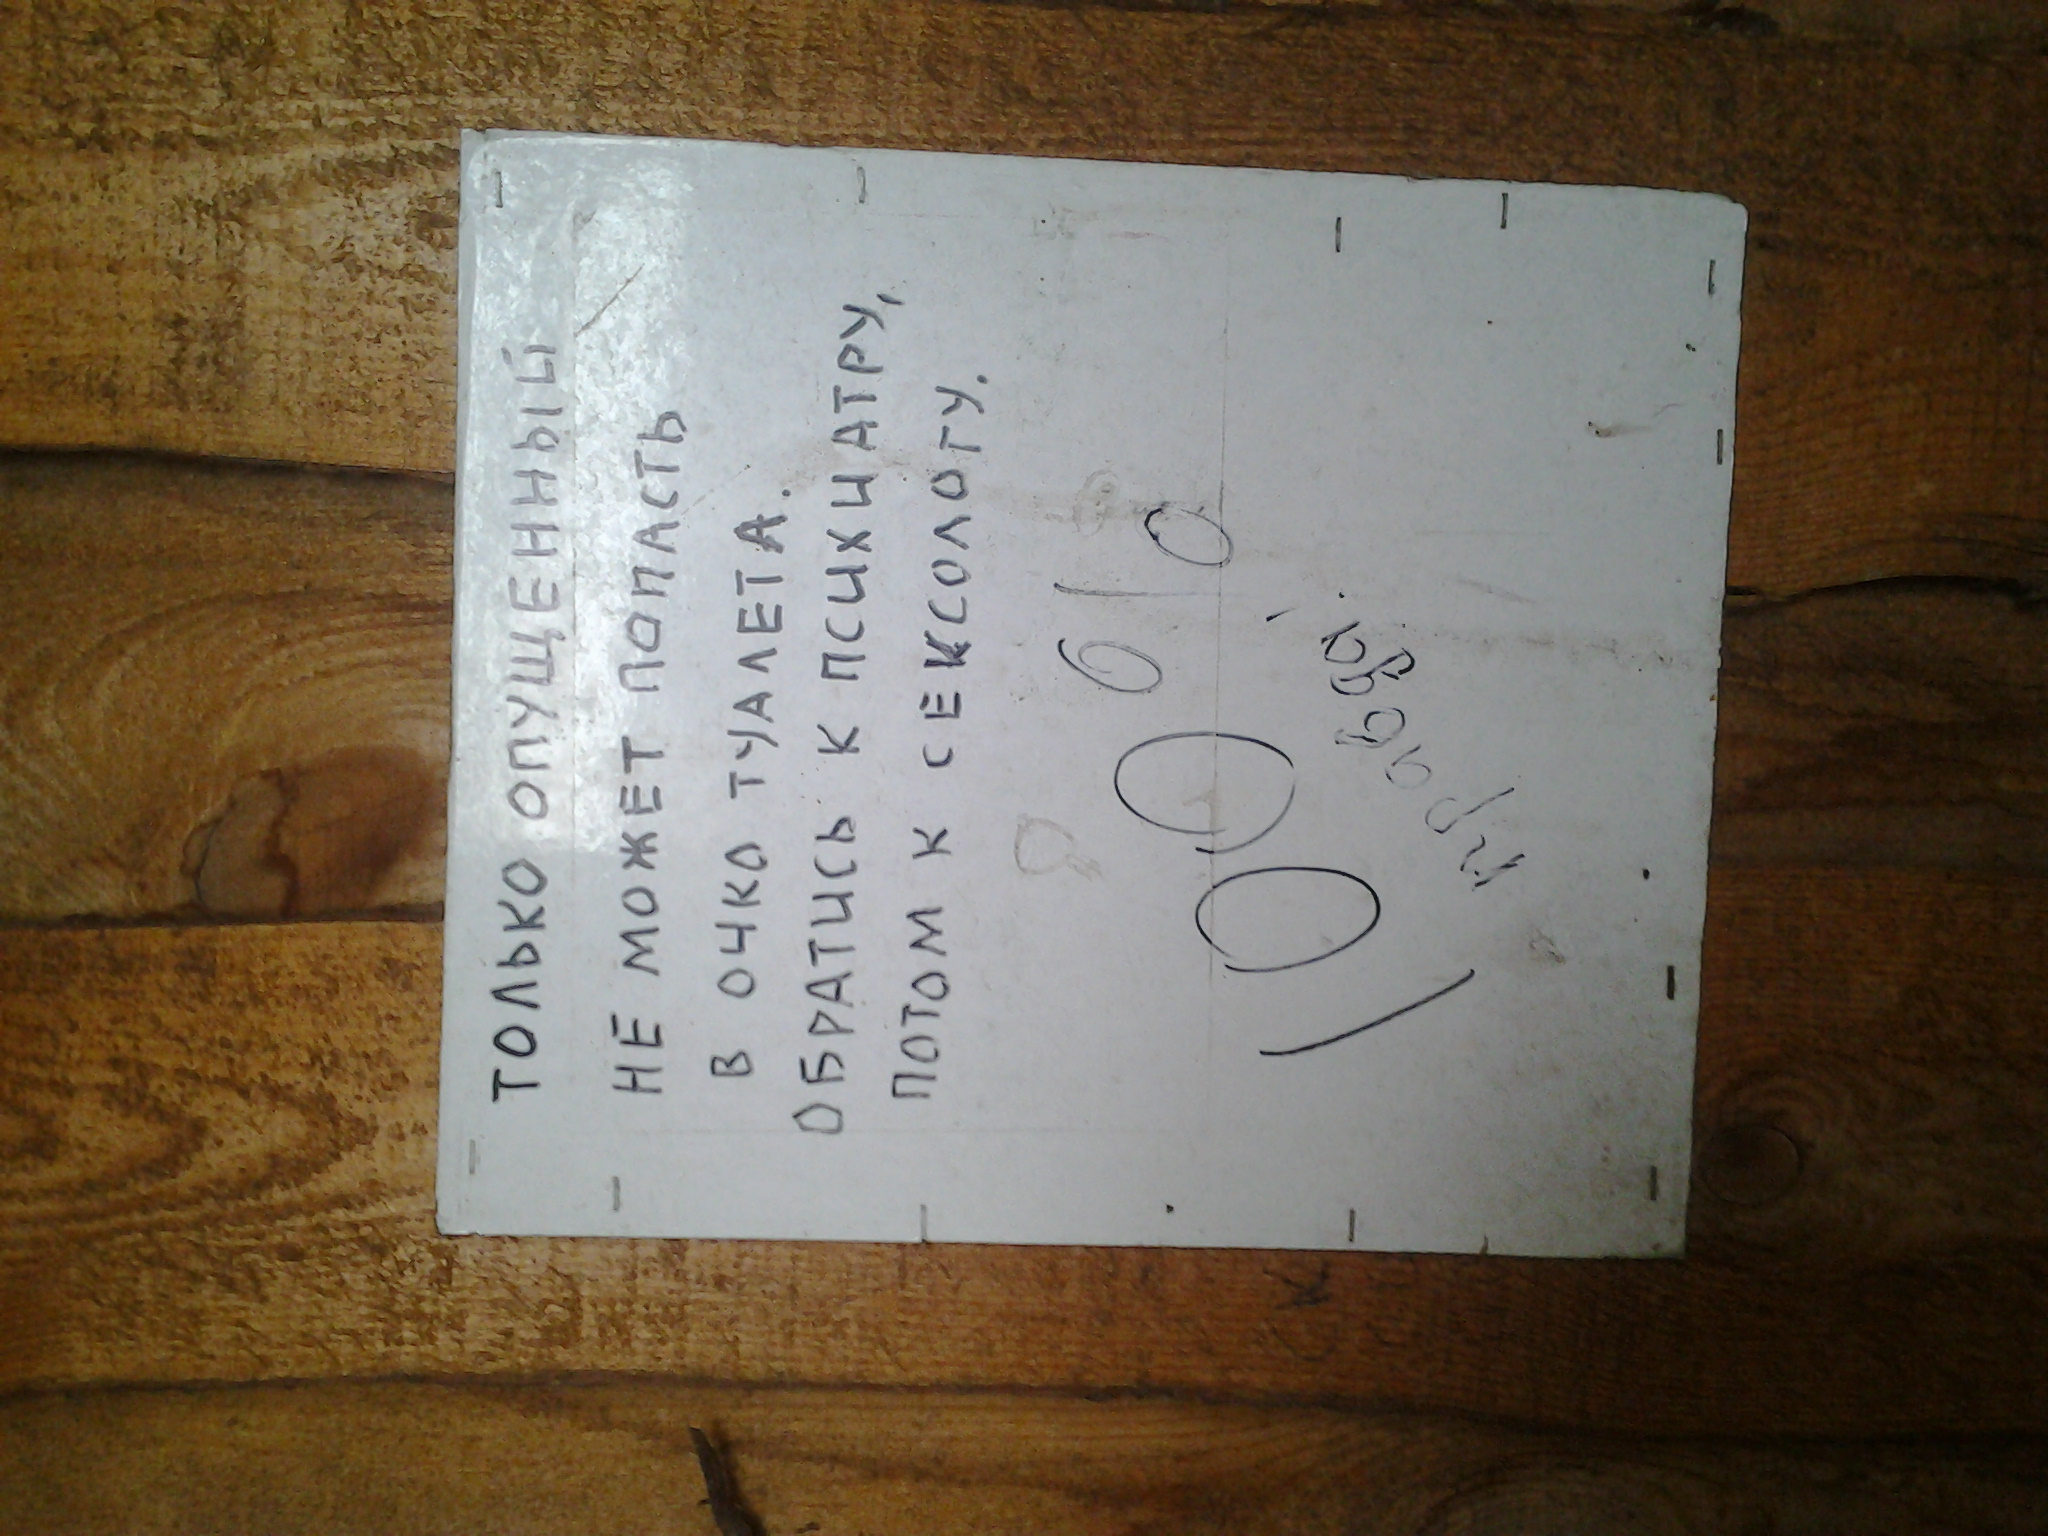 ТОЛЬКО ОПУЩЕННЫЙ
НЕ МОЖЕТ ПОПАСТЬ
В ОЧКО ТУАЛЕТА.
ОБРАТИСЬ К ПСИХИАТРУ,
ПОТОМ К СЕКСОЛОГУ.
100%
правда!